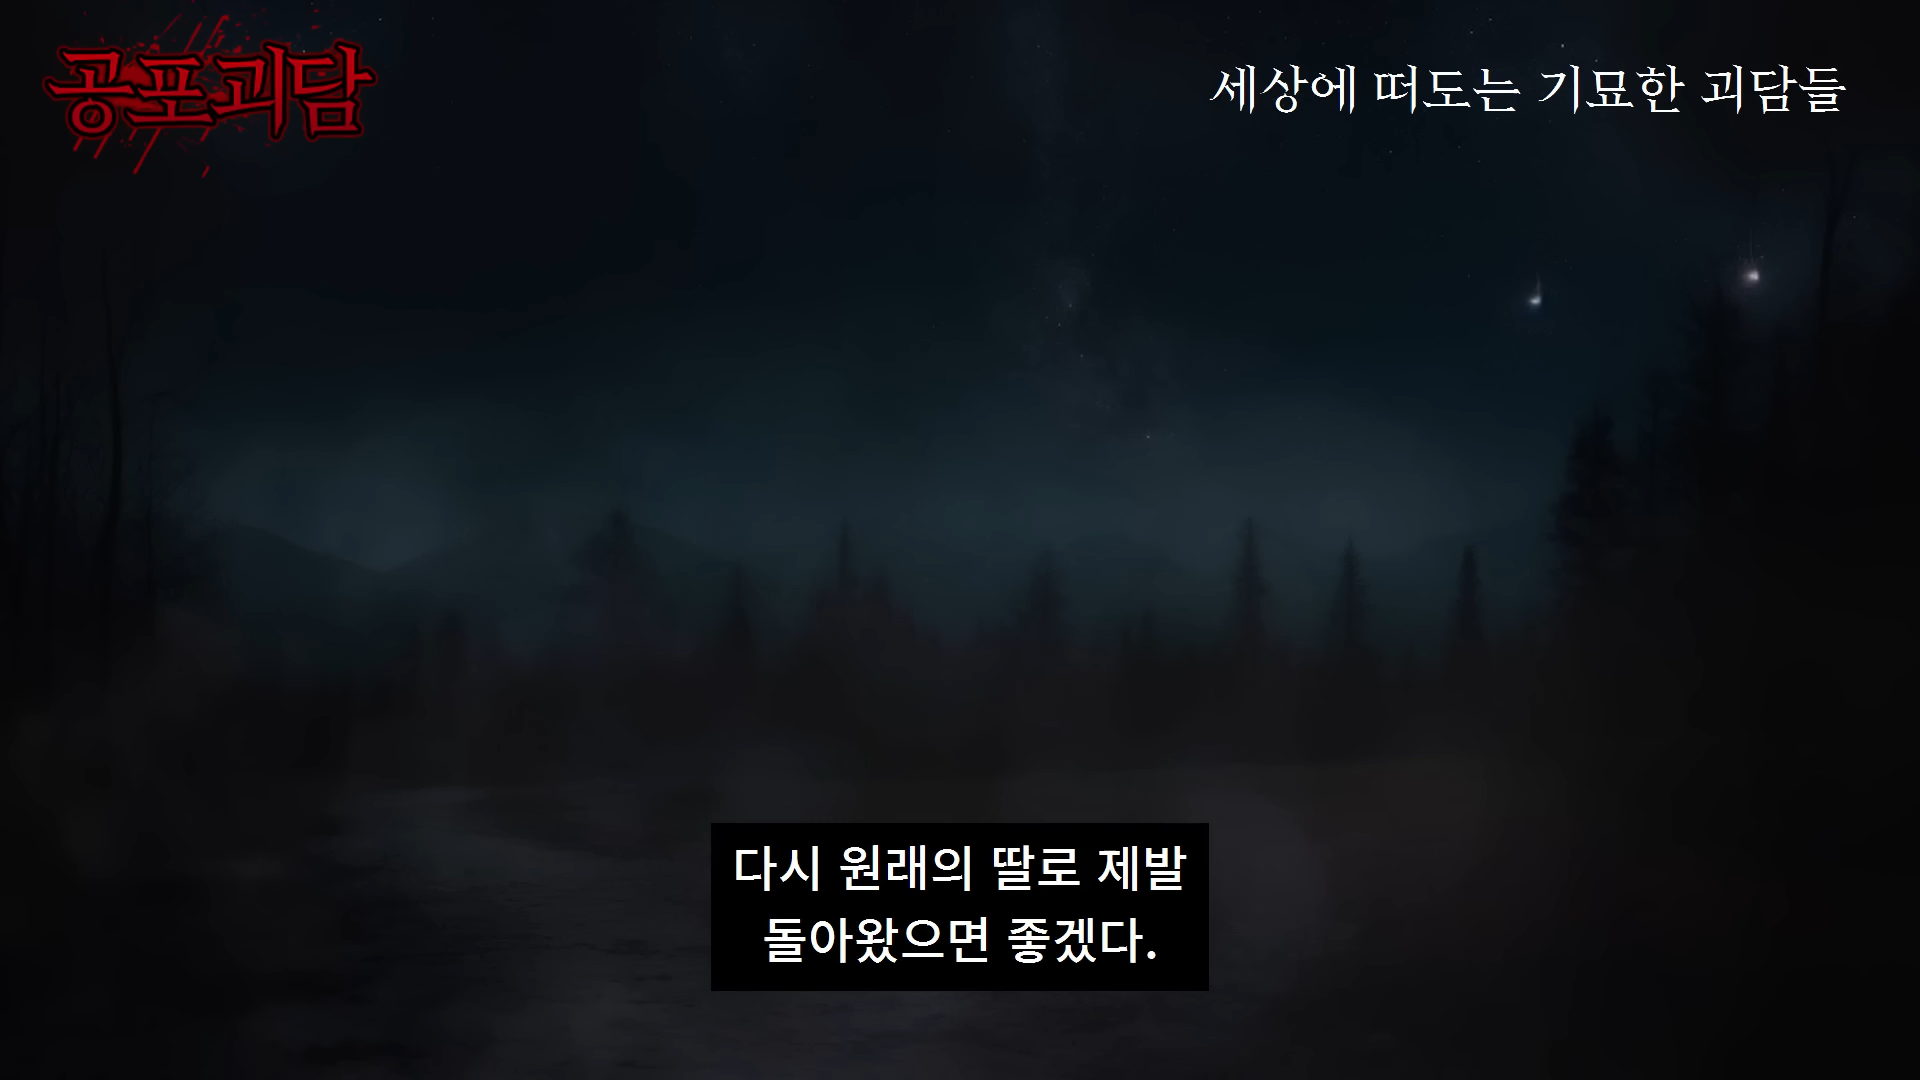 공포괴담
세상에 떠도는 기묘한 괴담들
다시 원래의 딸로 제발
돌아왔으면 좋겠다.